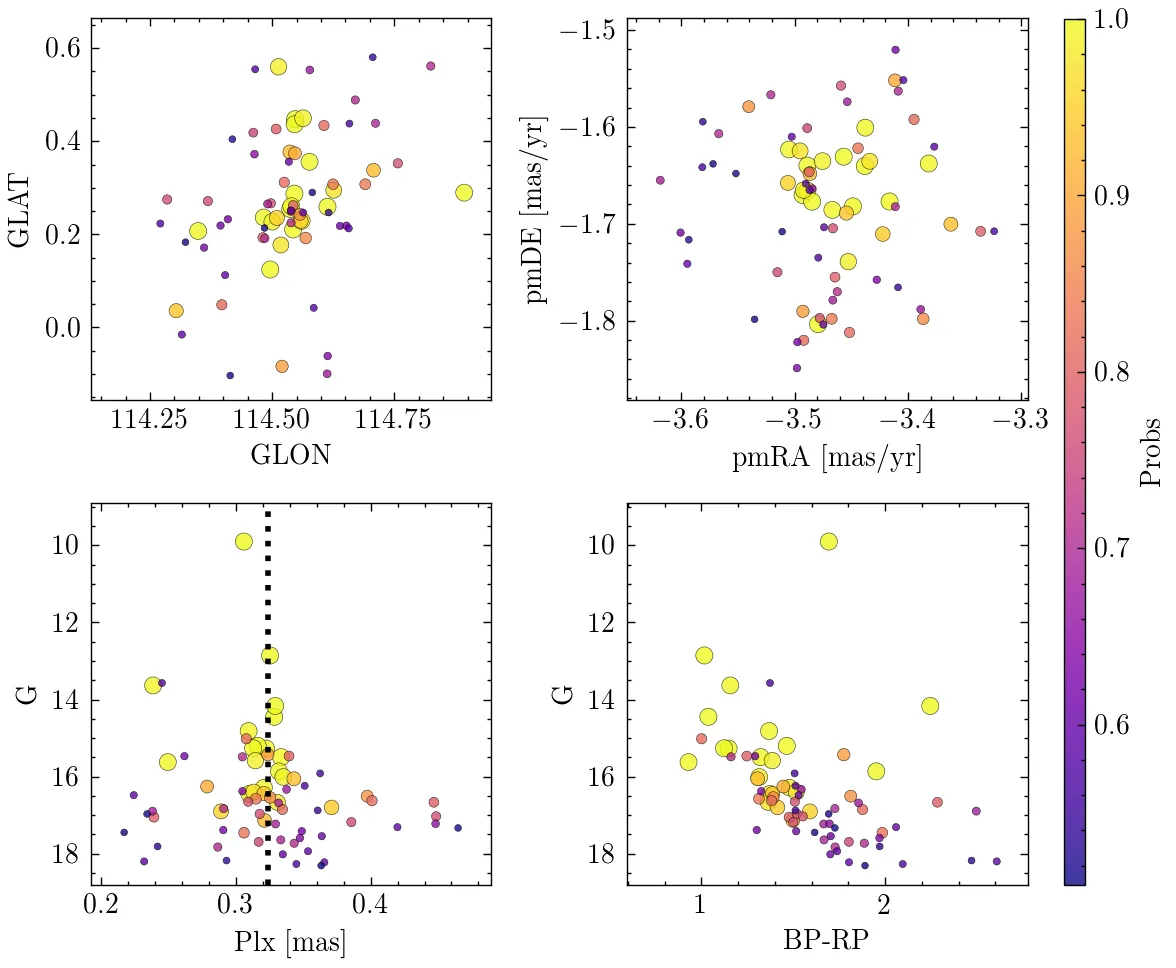 0.6
0.4
0.2
0.0
GLAT
114.25 114.50 114.75
GLON
−1.5
−1.6
−1.7
−1.8
pmDE [mas/yr]
−3.6 −3.5 −3.4 −3.3
pmRA [mas/yr]
10
12
14
16
18
G
0.2 0.3 0.4
Plx [mas]
10
12
14
16
18
G
1 2
BP-RP
1.0
0.9
0.8
0.7
0.6
Probs